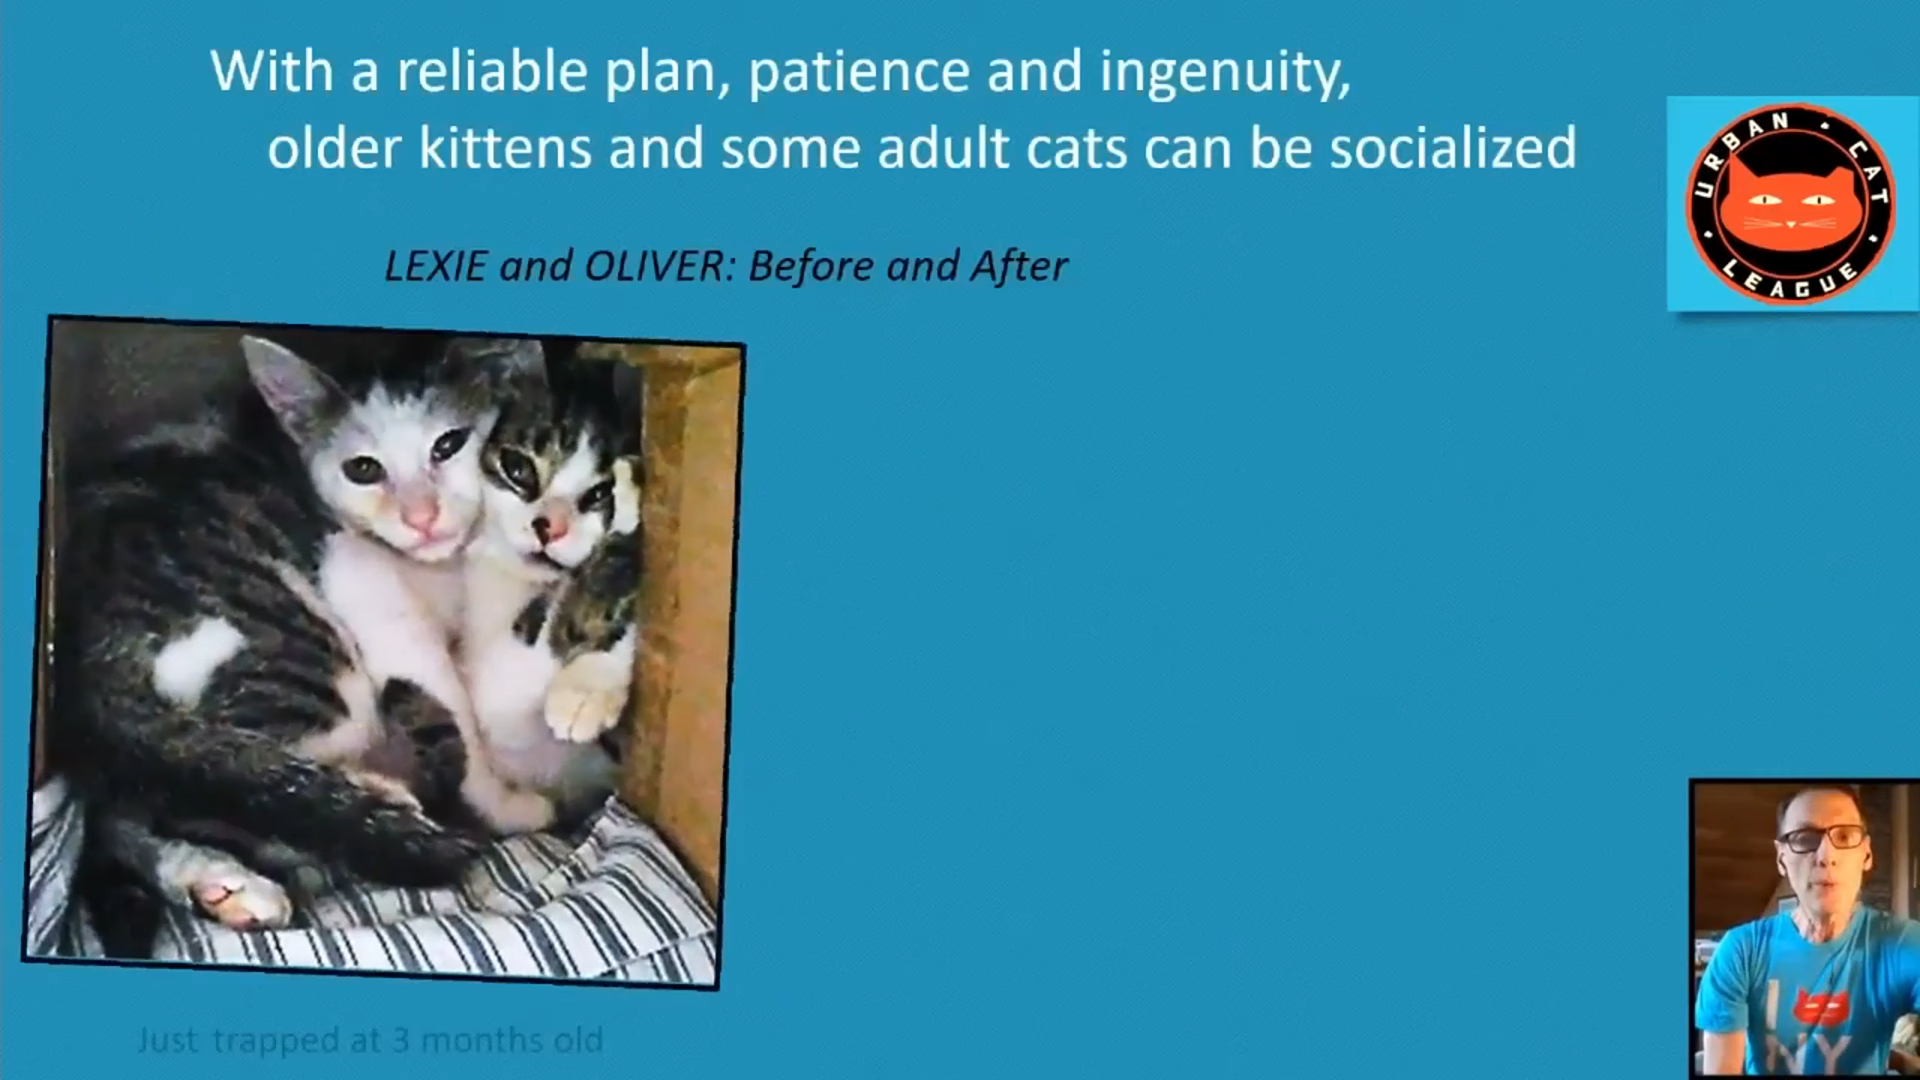 With a reliable plan, patience and ingenuity,
older kittens and some adult cats can be socialized
URBAN • CAT • LEAGUE •
LEXIE and OLIVER: Before and After
Just trapped at 3 months old
I
NY